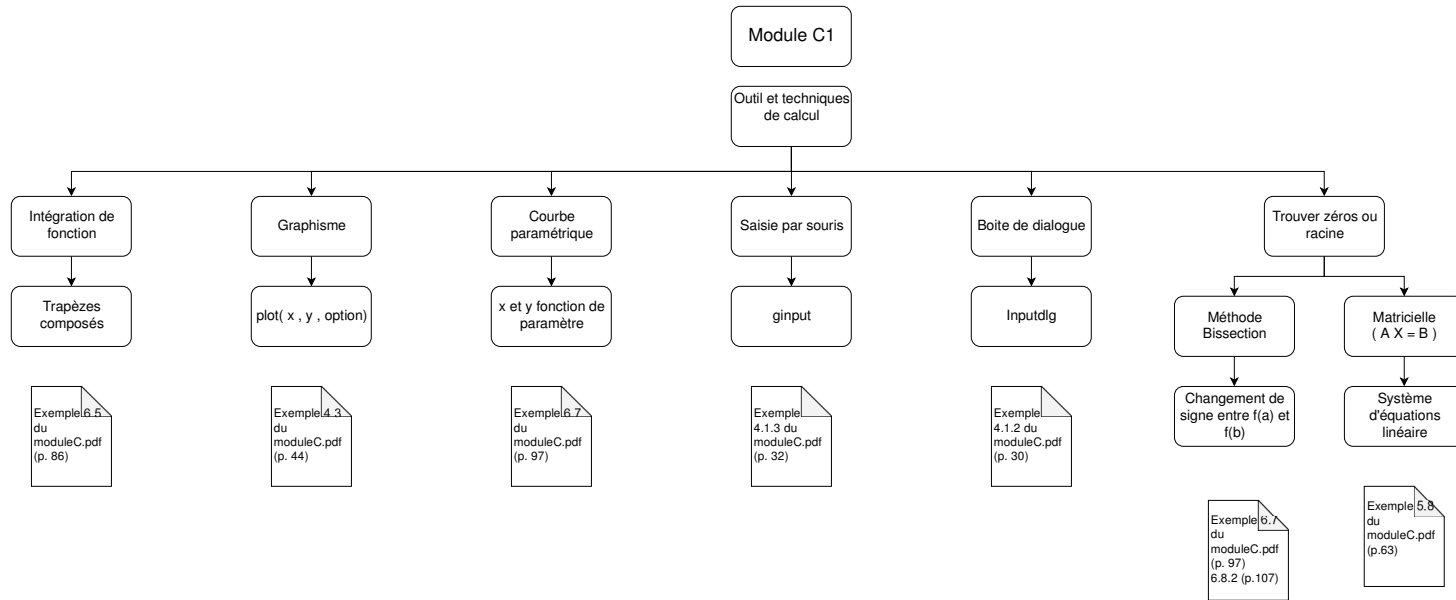 Module C1
Outil et techniques
de calcul
Intégration de
fonction
Graphisme
Courbe
paramétrique
Saisie par souris
Boite de dialogue
Trouver zéros ou
racine
Trapèzes
composés
plot( x , y , option)
x et y fonction de
paramètre
ginput
Inputdlg
Méthode
Bissection
Matricielle
( A X = B )
Changement de
signe entre f(a) et
f(b)
Système
d'équations
linéaire
Exemple 6.5
du
moduleC.pdf
(p. 86)
Exemple 4.3
du
moduleC.pdf
(p. 44)
Exemple 6.7
du
moduleC.pdf
(p. 97)
Exemple
4.1.3 du
moduleC.pdf
(p. 32)
Exemple
4.1.2 du
moduleC.pdf
(p. 30)
Exemple 6.7
du
moduleC.pdf
(p. 97)
6.8.2 (p.107)
Exemple 5.8
du
moduleC.pdf
(p.63)